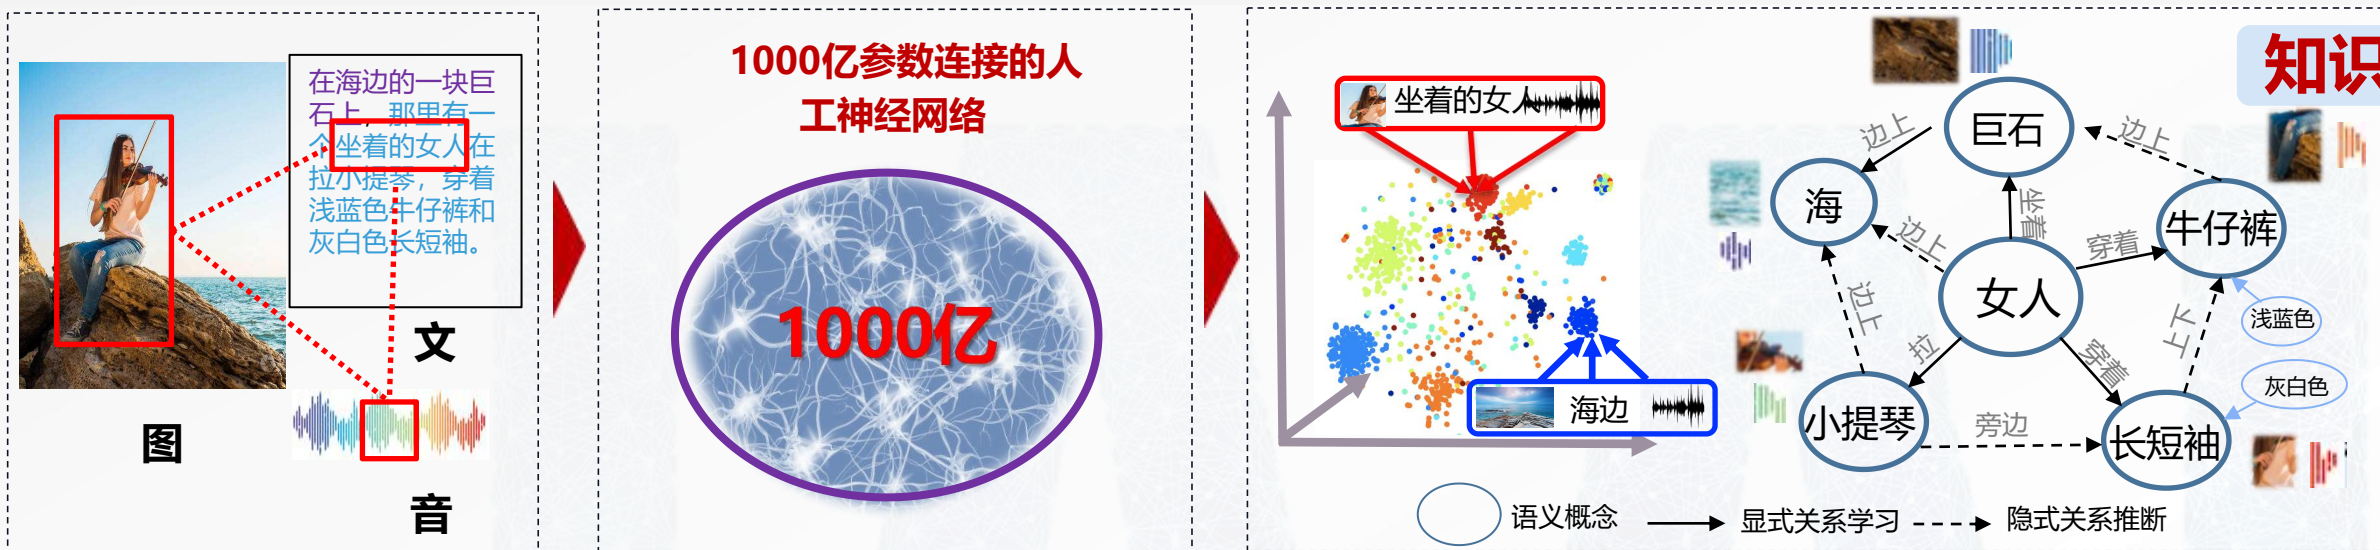 在海边的一块巨
石上，那里有一
个坐着的女人在
拉小提琴，穿着
浅蓝色牛仔裤和
灰白色长短袖。
文
图
音
1000亿参数连接的人
工神经网络
1000亿
坐着的女人
海边
知识
巨石
边上
边上
海
坐着
牛仔裤
边上
穿着
女人
边上
上下
浅蓝色
拉
穿着
灰白色
小提琴
旁边
长短袖
语义概念
显式关系学习
隐式关系推断